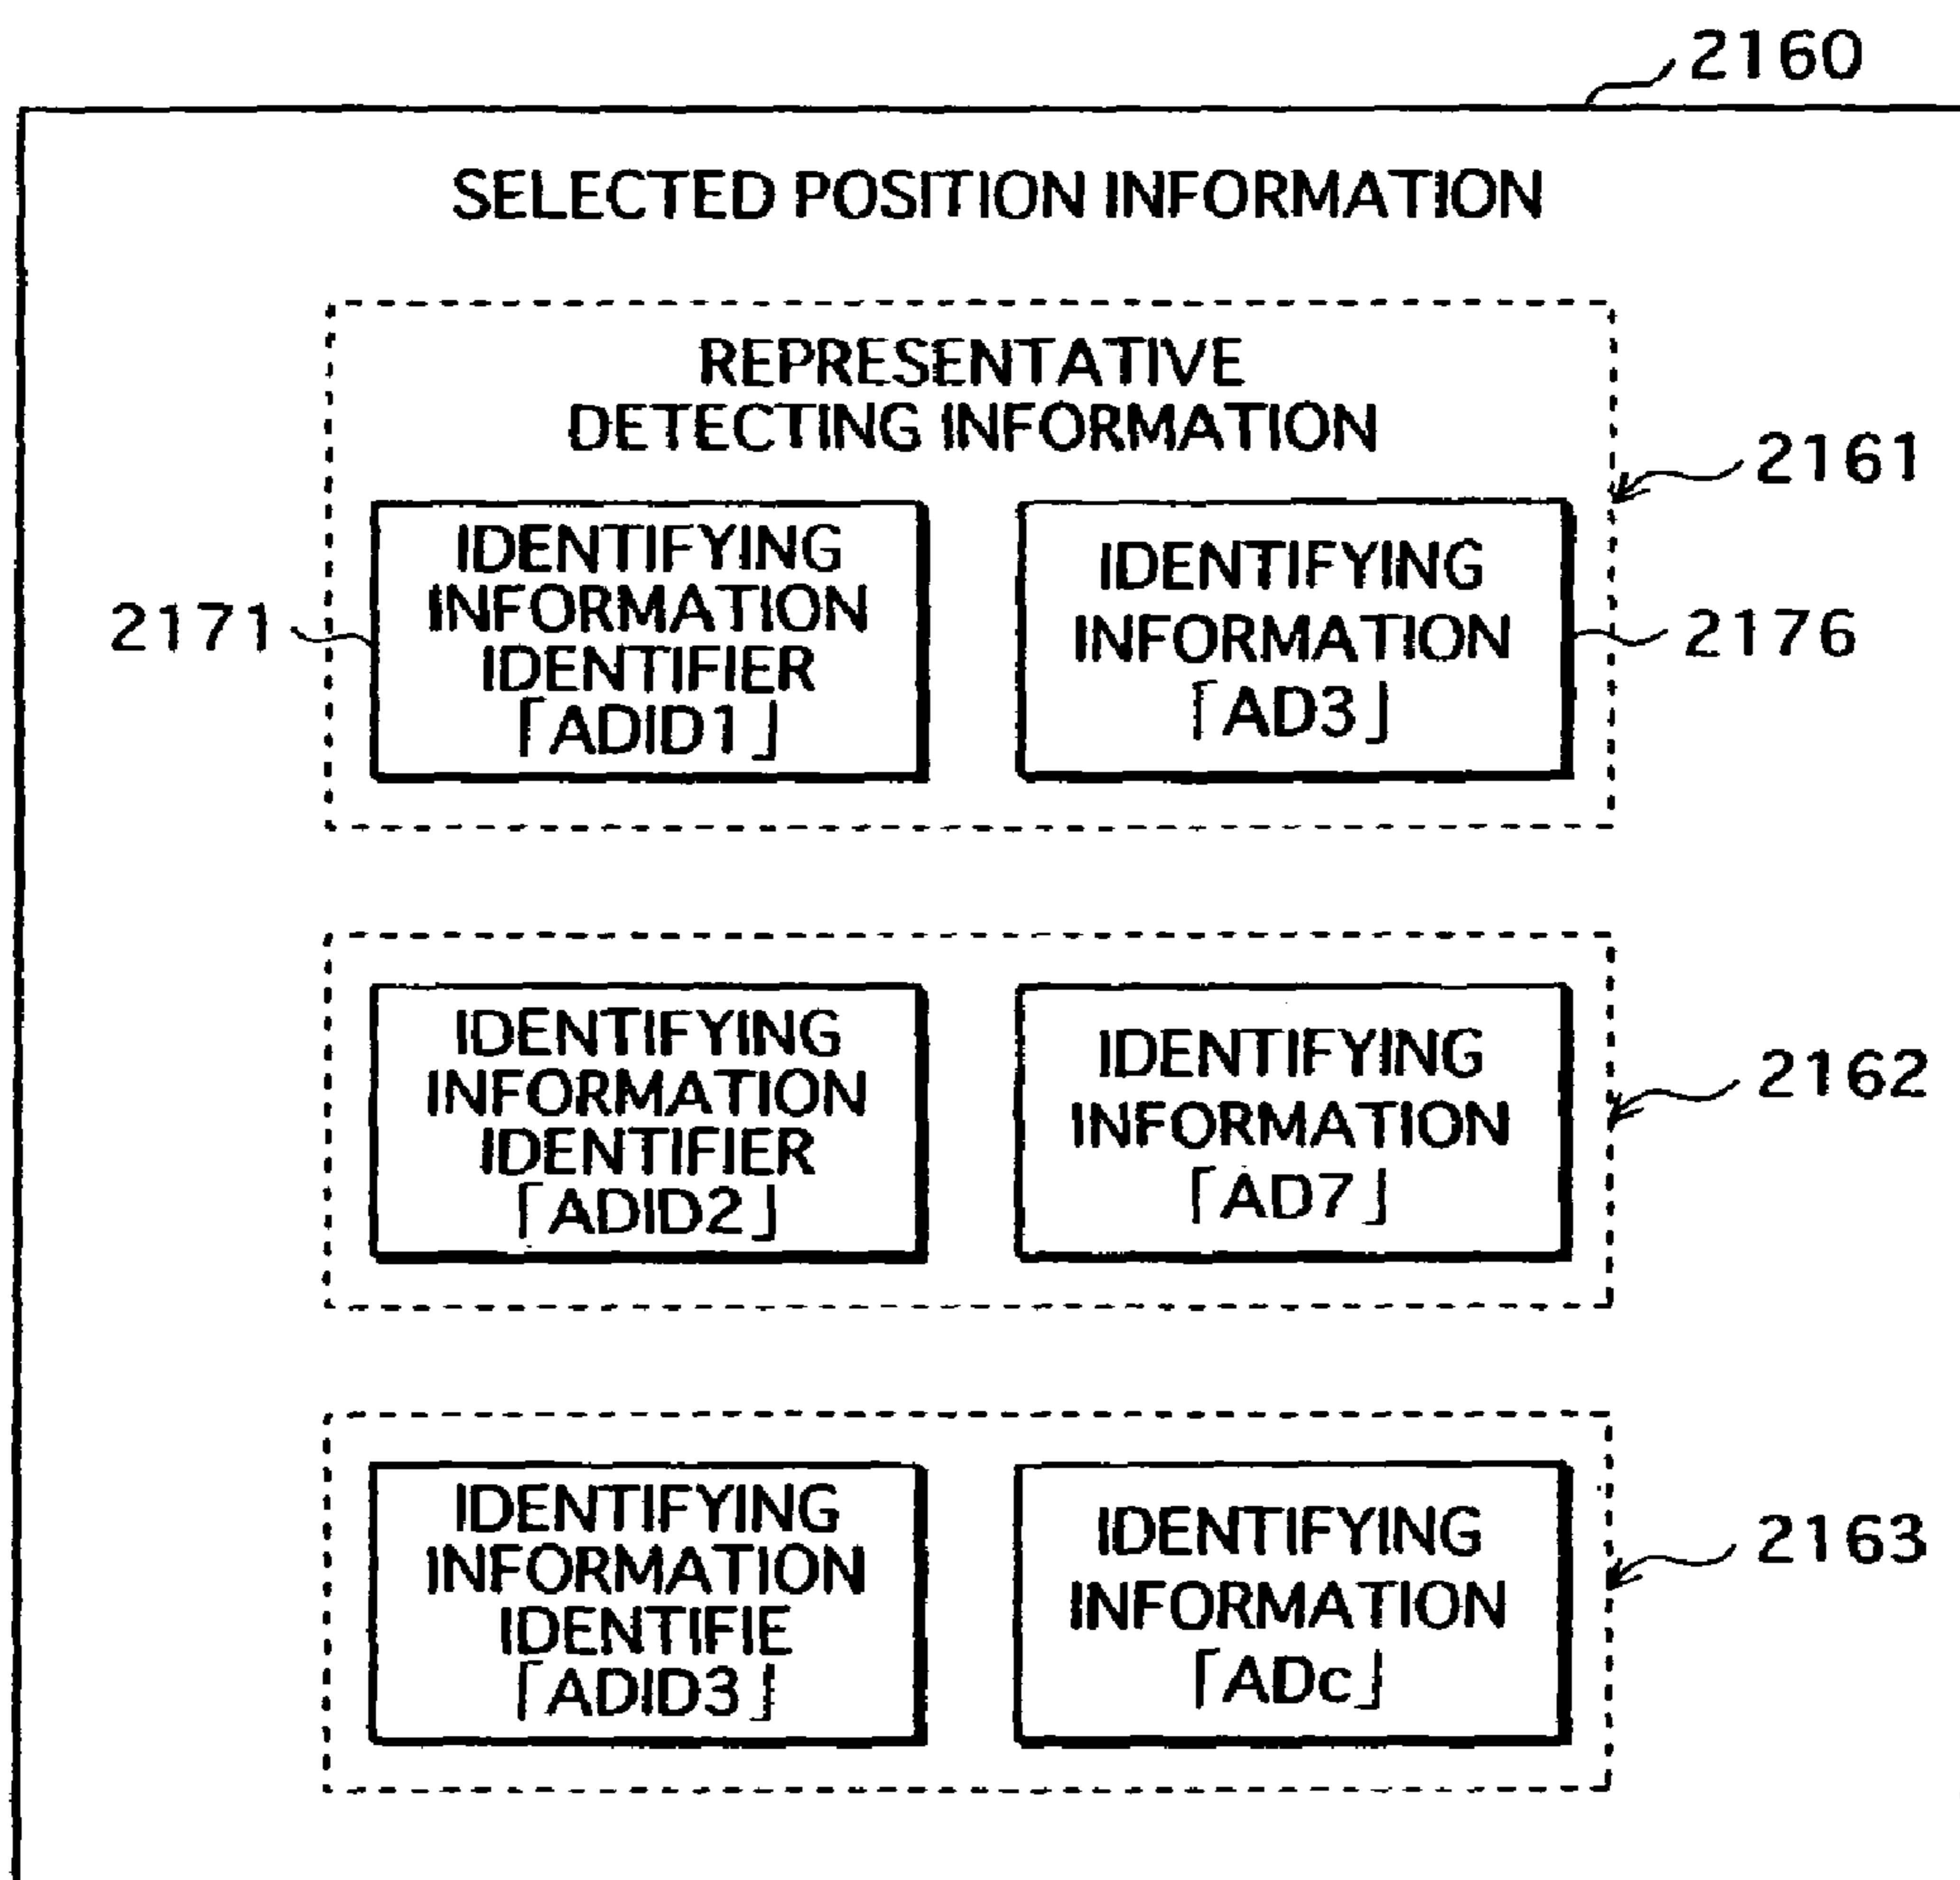 2160
SELECTED POSITION INFORMATION
REPRESENTATIVE
DETECTING INFORMATION
2161
IDENTIFYING
INFORMATION
IDENTIFIER
「ADID1」
2171
IDENTIFYING
INFORMATION
「AD3」
2176
IDENTIFYING
INFORMATION
IDENTIFIER
「ADID2」
IDENTIFYING
INFORMATION
「AD7」
2162
IDENTIFYING
INFORMATION
IDENTIFIE
「ADID3」
IDENTIFYING
INFORMATION
「ADc」
2163